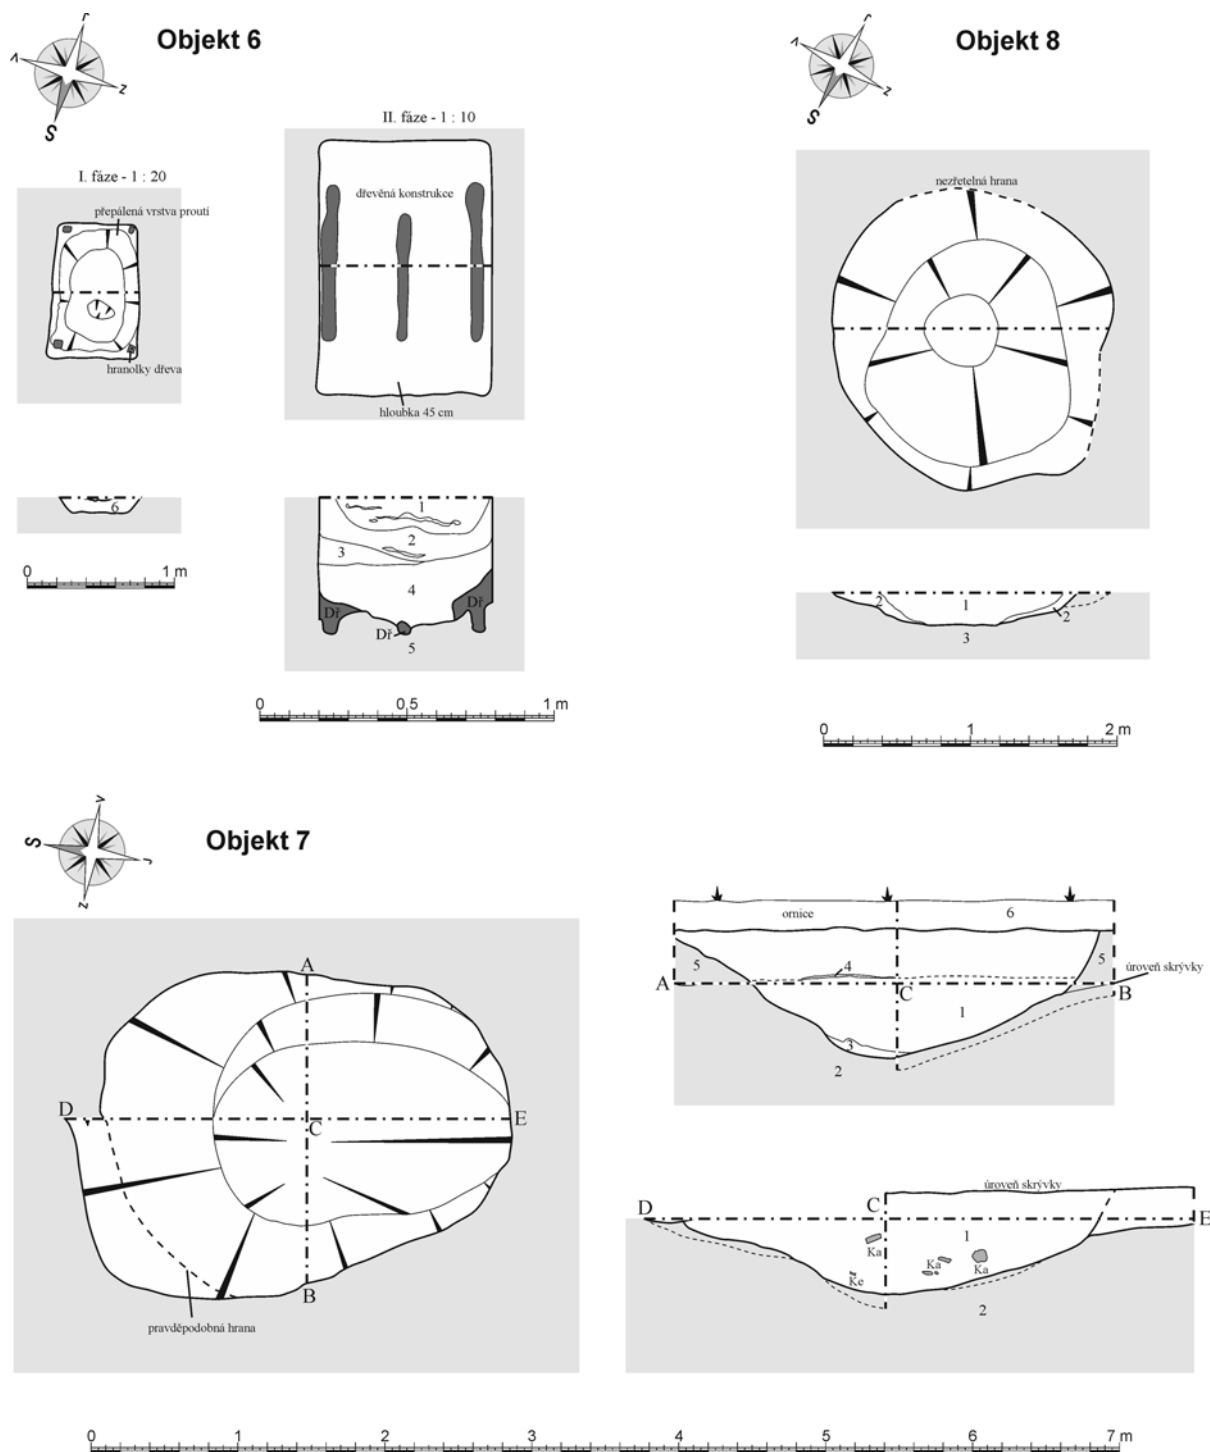 J
V
Z
S
Objekt 6
J
V
Z
S
Objekt 8
II. fáze - 1 : 10
I. fáze - 1 : 20
přepálená vrstva proutí
hranolky dřeva
dřevěná konstrukce
hloubka 45 cm
nezřetelná hrana
6
0 1 m
1
2
3
4
Dř Dř
Dř
5
0 0,5 1 m
2 1
2
3
0 1 2 m
V
S
J
Z
Objekt 7
A
D E
C
B
pravděpodobná hrana
ornice 6
5 4 5
úroveň skrývky
A C B
1
3
2
úroveň skrývky
C
D E
1
Ka
Ka Ka
Ke
2
0 1 2 3 4 5 6 7 m